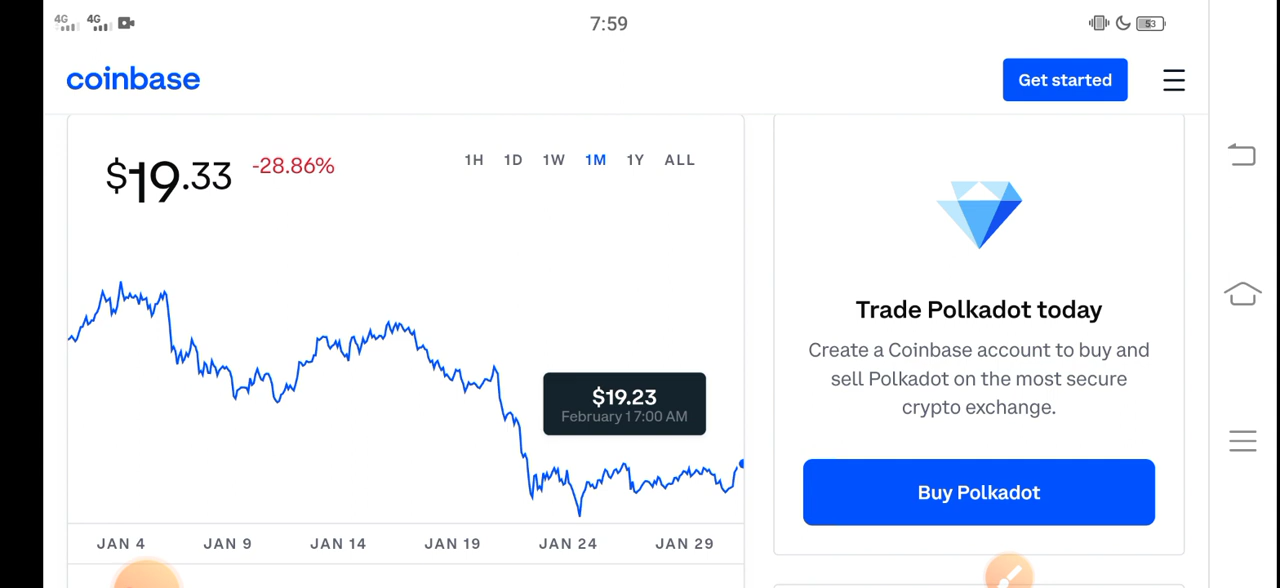 4G 4G 7:59 53
coinbase
Get started
$19.33 -28.86%
1H 1D 1W 1M 1Y ALL
$19.23
February 1 7:00 AM
JAN 4 JAN 9 JAN 14 JAN 19 JAN 24 JAN 29
Trade Polkadot today
Create a Coinbase account to buy and
sell Polkadot on the most secure
crypto exchange.
Buy Polkadot